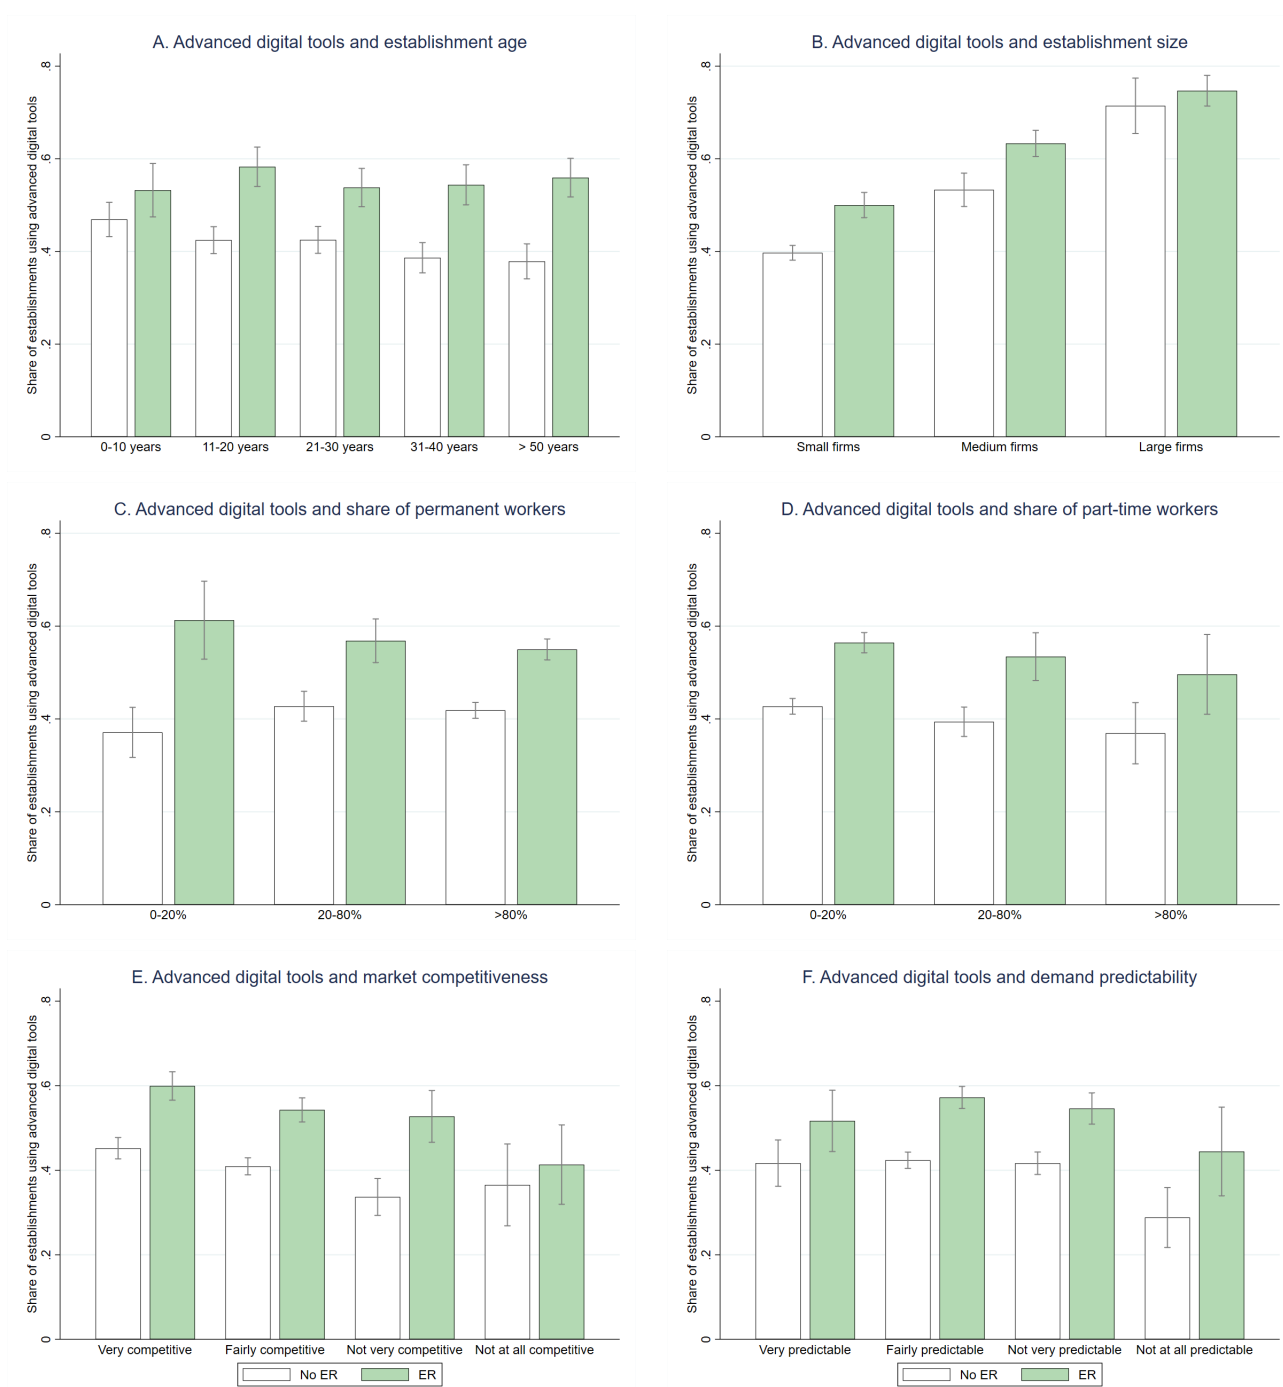 A. Advanced digital tools and establishment age
Share of establishments using advanced digital tools
.8
.6
.4
.2
0
0-10 years 11-20 years 21-30 years 31-40 years > 50 years
B. Advanced digital tools and establishment size
Share of establishments using advanced digital tools
.8
.6
.4
.2
0
Small firms Medium firms Large firms
C. Advanced digital tools and share of permanent workers
Share of establishments using advanced digital tools
.8
.6
.4
.2
0
0-20% 20-80% >80%
D. Advanced digital tools and share of part-time workers
Share of establishments using advanced digital tools
.8
.6
.4
.2
0
0-20% 20-80% >80%
E. Advanced digital tools and market competitiveness
Share of establishments using advanced digital tools
.8
.6
.4
.2
0
Very competitive Fairly competitive Not very competitive Not at all competitive
No ER ER
F. Advanced digital tools and demand predictability
Share of establishments using advanced digital tools
.8
.6
.4
.2
0
Very predictable Fairly predictable Not very predictable Not at all predictable
No ER ER